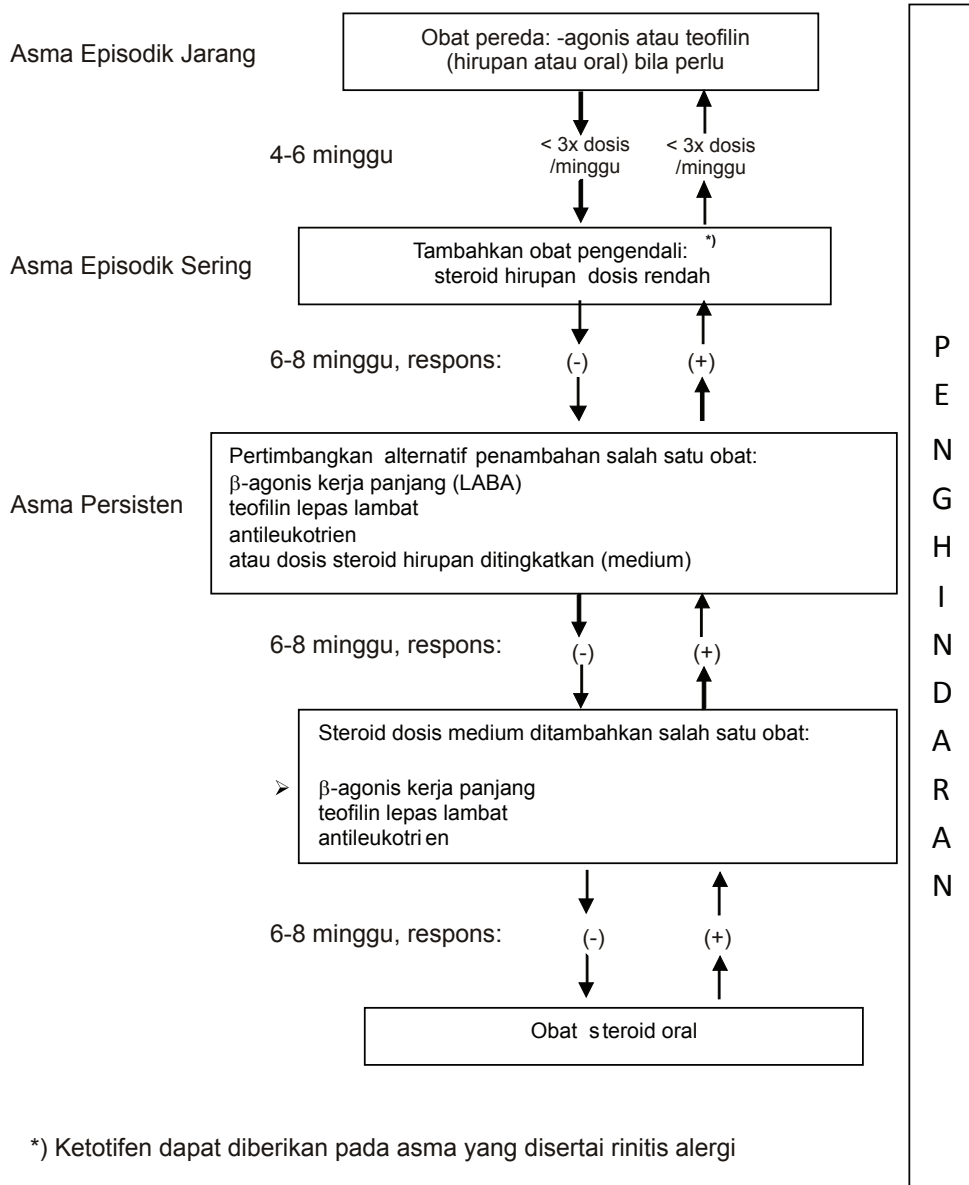 Asma Episodik Jarang
Obat pereda: -agonis atau teofilin
(hirupan atau oral) bila perlu
4-6 minggu
< 3x dosis
/minggu
< 3x dosis
/minggu
Asma Episodik Sering
Tambahkan obat pengendali: *)
steroid hirupan dosis rendah
6-8 minggu, respons: (-) (+)
Asma Persisten
Pertimbangkan alternatif penambahan salah satu obat:
β-agonis kerja panjang (LABA)
teofilin lepas lambat
antileukotrien
atau dosis steroid hirupan ditingkatkan (medium)
6-8 minggu, respons: (-) (+)
Steroid dosis medium ditambahkan salah satu obat:
➢ β-agonis kerja panjang
teofilin lepas lambat
antileukotrien
6-8 minggu, respons: (-) (+)
Obat steroid oral
*) Ketotifen dapat diberikan pada asma yang disertai rinitis alergi
P
E
N
G
H
I
N
D
A
R
A
N